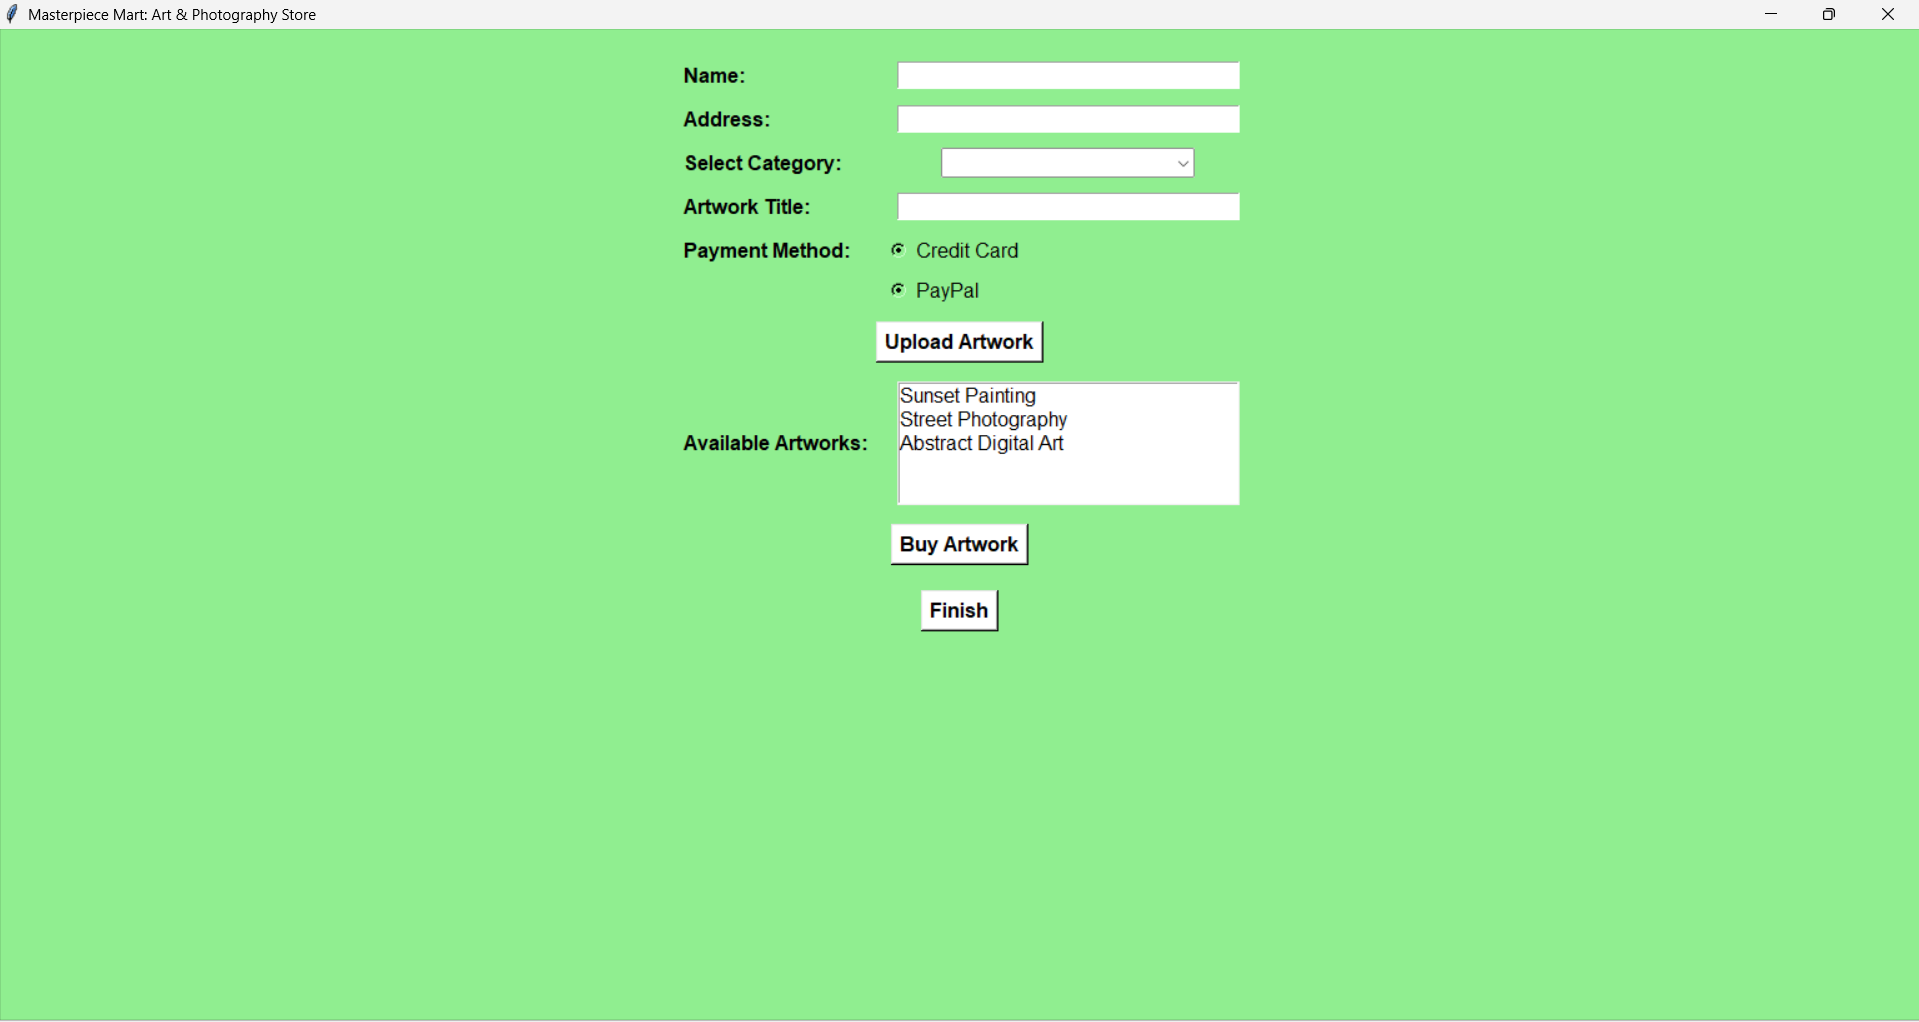 Masterpiece Mart: Art & Photography Store
Name:
Address:
Select Category:
Artwork Title:
Payment Method: Credit Card
PayPal
Upload Artwork
Sunset Painting
Street Photography
Available Artworks: Abstract Digital Art
Buy Artwork
Finish